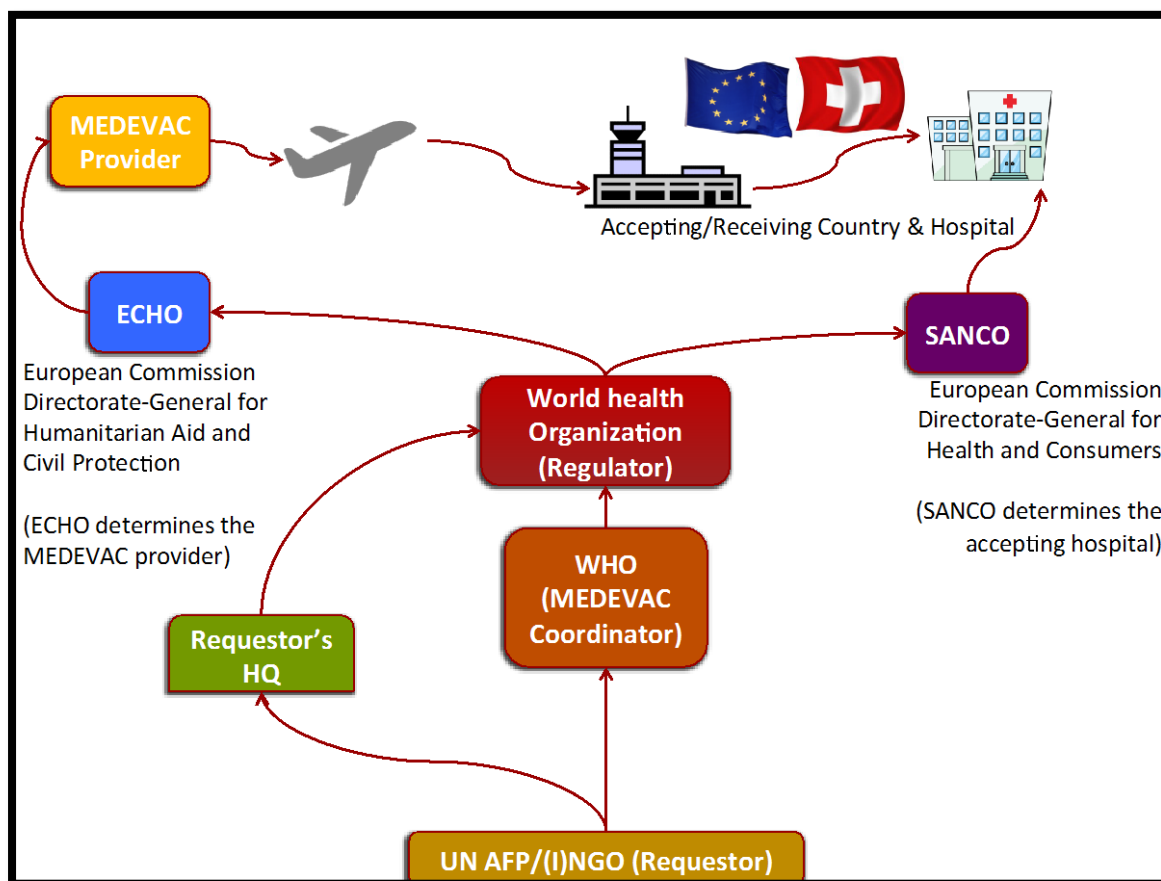 MEDEVAC
Provider
Accepting/Receiving Country & Hospital
ECHO
SANCO
European Commission
Directorate-General for
Humanitarian Aid and
Civil Protection
(ECHO determines the
MEDEVAC provider)
World health
Organization
(Regulator)
European Commission
Directorate-General for
Health and Consumers
(SANCO determines the
accepting hospital)
WHO
(MEDEVAC
Coordinator)
Requestor’s
HQ
UN AFP/(I)NGO (Requestor)